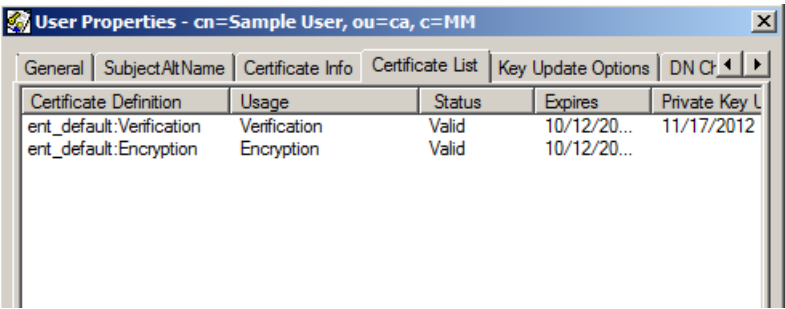 User Properties - cn=Sample User, ou=ca, c=MM
General SubjectAltName Certificate Info Certificate List Key Update Options DN Ch
Certificate Definition Usage Status Expires Private Key U
ent_default:Verification Verification Valid 10/12/20... 11/17/2012
ent_default:Encryption Encryption Valid 10/12/20...